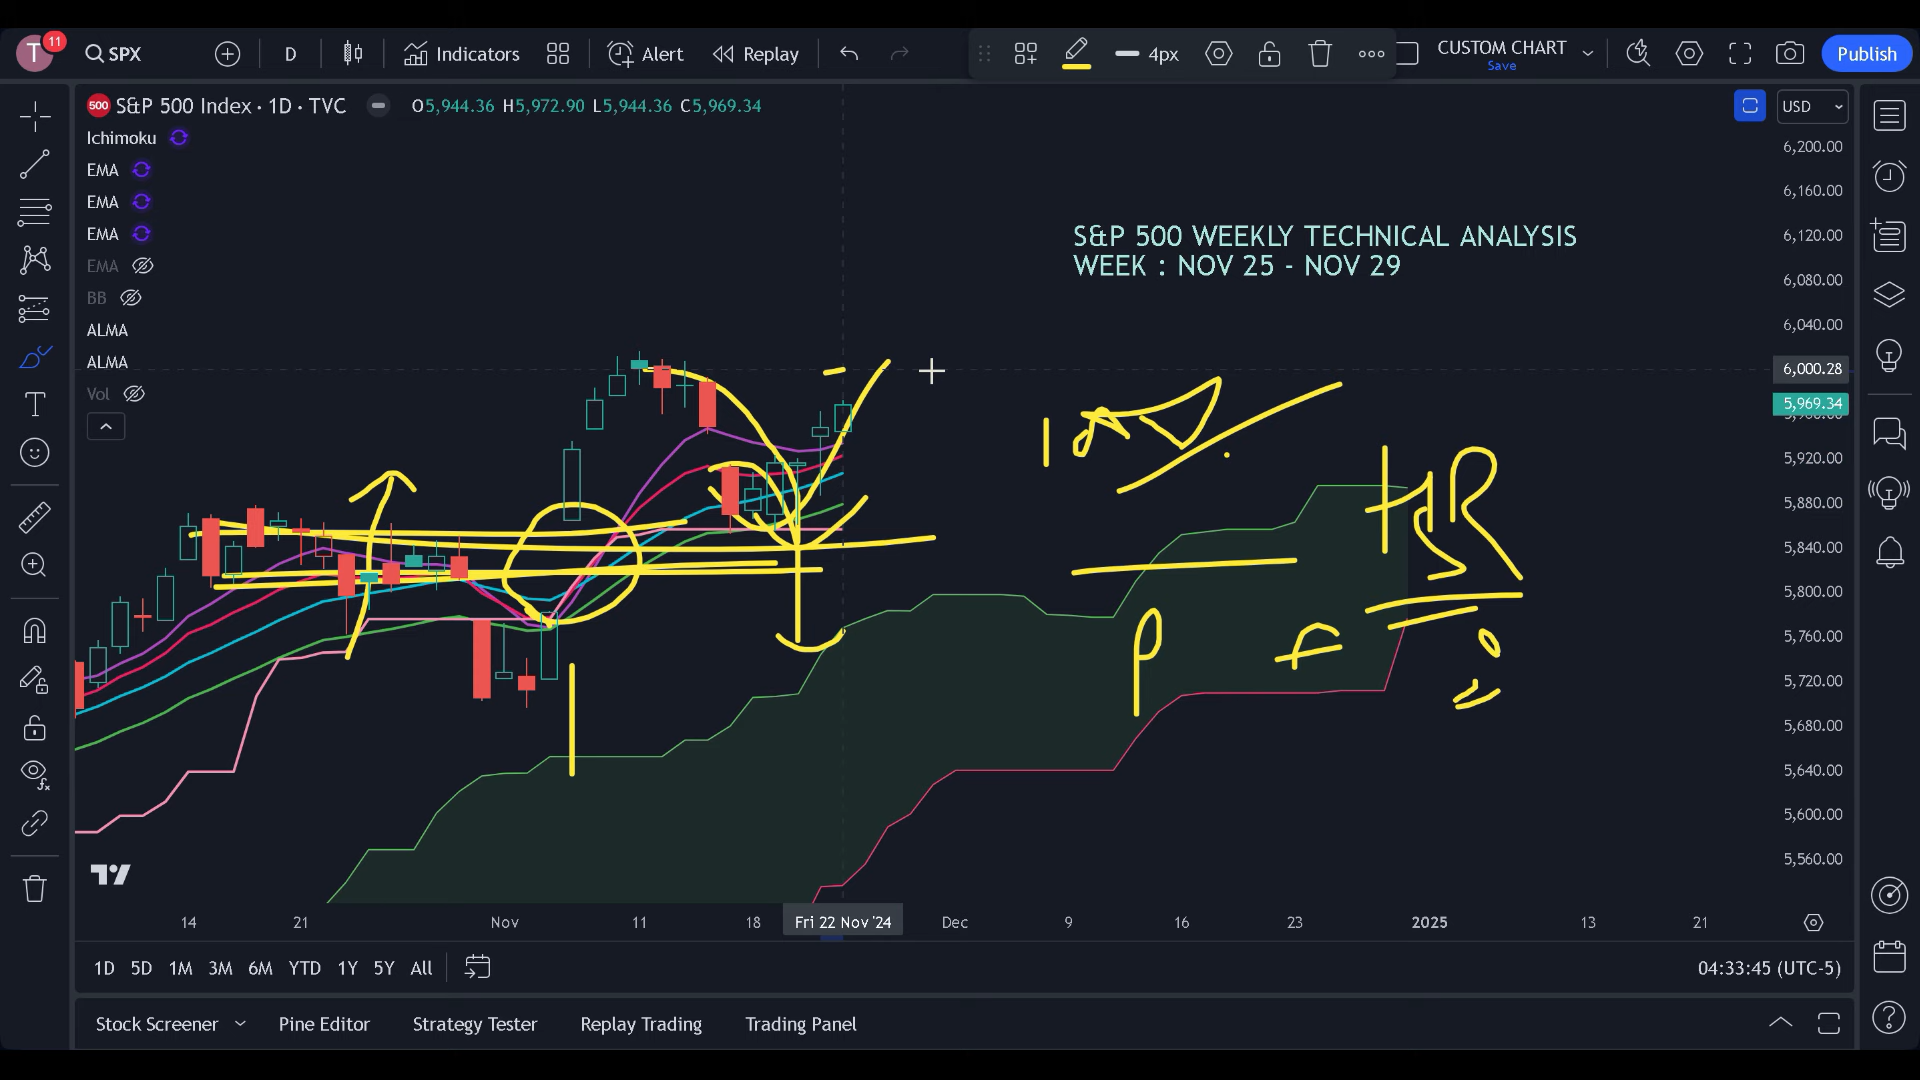 T 11 SPX D Indicators Alert Replay 4px CUSTOM CHART Save Publish
500 S&P 500 Index · 1D · TVC O5,944.36 H5,972.90 L5,944.36 C5,969.34 USD
Ichimoku
EMA
EMA
EMA
EMA
BB
ALMA
ALMA
Vol
S&P 500 WEEKLY TECHNICAL ANALYSIS
WEEK : NOV 25 - NOV 29
6,200.00
6,160.00
6,120.00
6,080.00
6,040.00
6,000.28
5,969.34
5,920.00
5,880.00
5,840.00
5,800.00
5,760.00
5,720.00
5,680.00
5,640.00
5,600.00
5,560.00
14 21 Nov 11 18 Fri 22 Nov '24 Dec 9 16 23 2025 13 21
1D 5D 1M 3M 6M YTD 1Y 5Y All 04:33:45 (UTC-5)
Stock Screener Pine Editor Strategy Tester Replay Trading Trading Panel